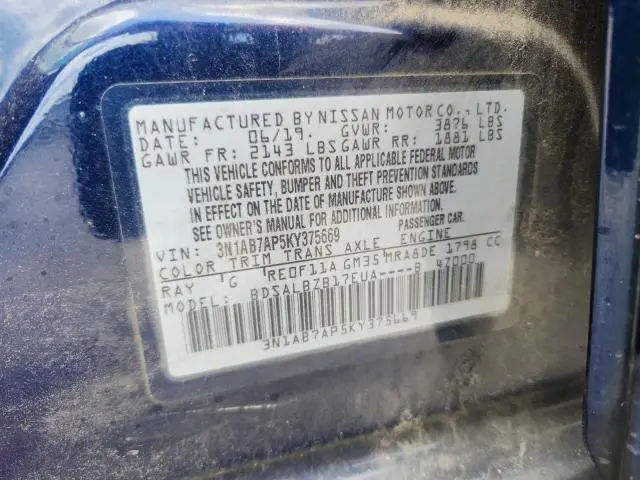 MANUFACTURED BY NISSAN MOTOR CO., LTD.
DATE: 06/19. GVWR: 3876 LBS
GAWR FR: 2143 LBS GAWR RR: 1881 LBS
THIS VEHICLE CONFORMS TO ALL APPLICABLE FEDERAL MOTOR
VEHICLE SAFETY, BUMPER AND THEFT PREVENTION STANDARDS
IN EFFECT ON THE DATE OF MANUFACTURE SHOWN ABOVE.
SEE OWNER'S MANUAL FOR ADDITIONAL INFORMATION.
VIN: 3N1AB7AP5KY375669 PASSENGER CAR.
COLOR TRIM TRANS AXLE ENGINE
RAY G RE0F11A GM35 MRA8DE 1798 CC
MODEL: BDSALBZB17EUA----B 47000
3N1AB7AP5KY375669